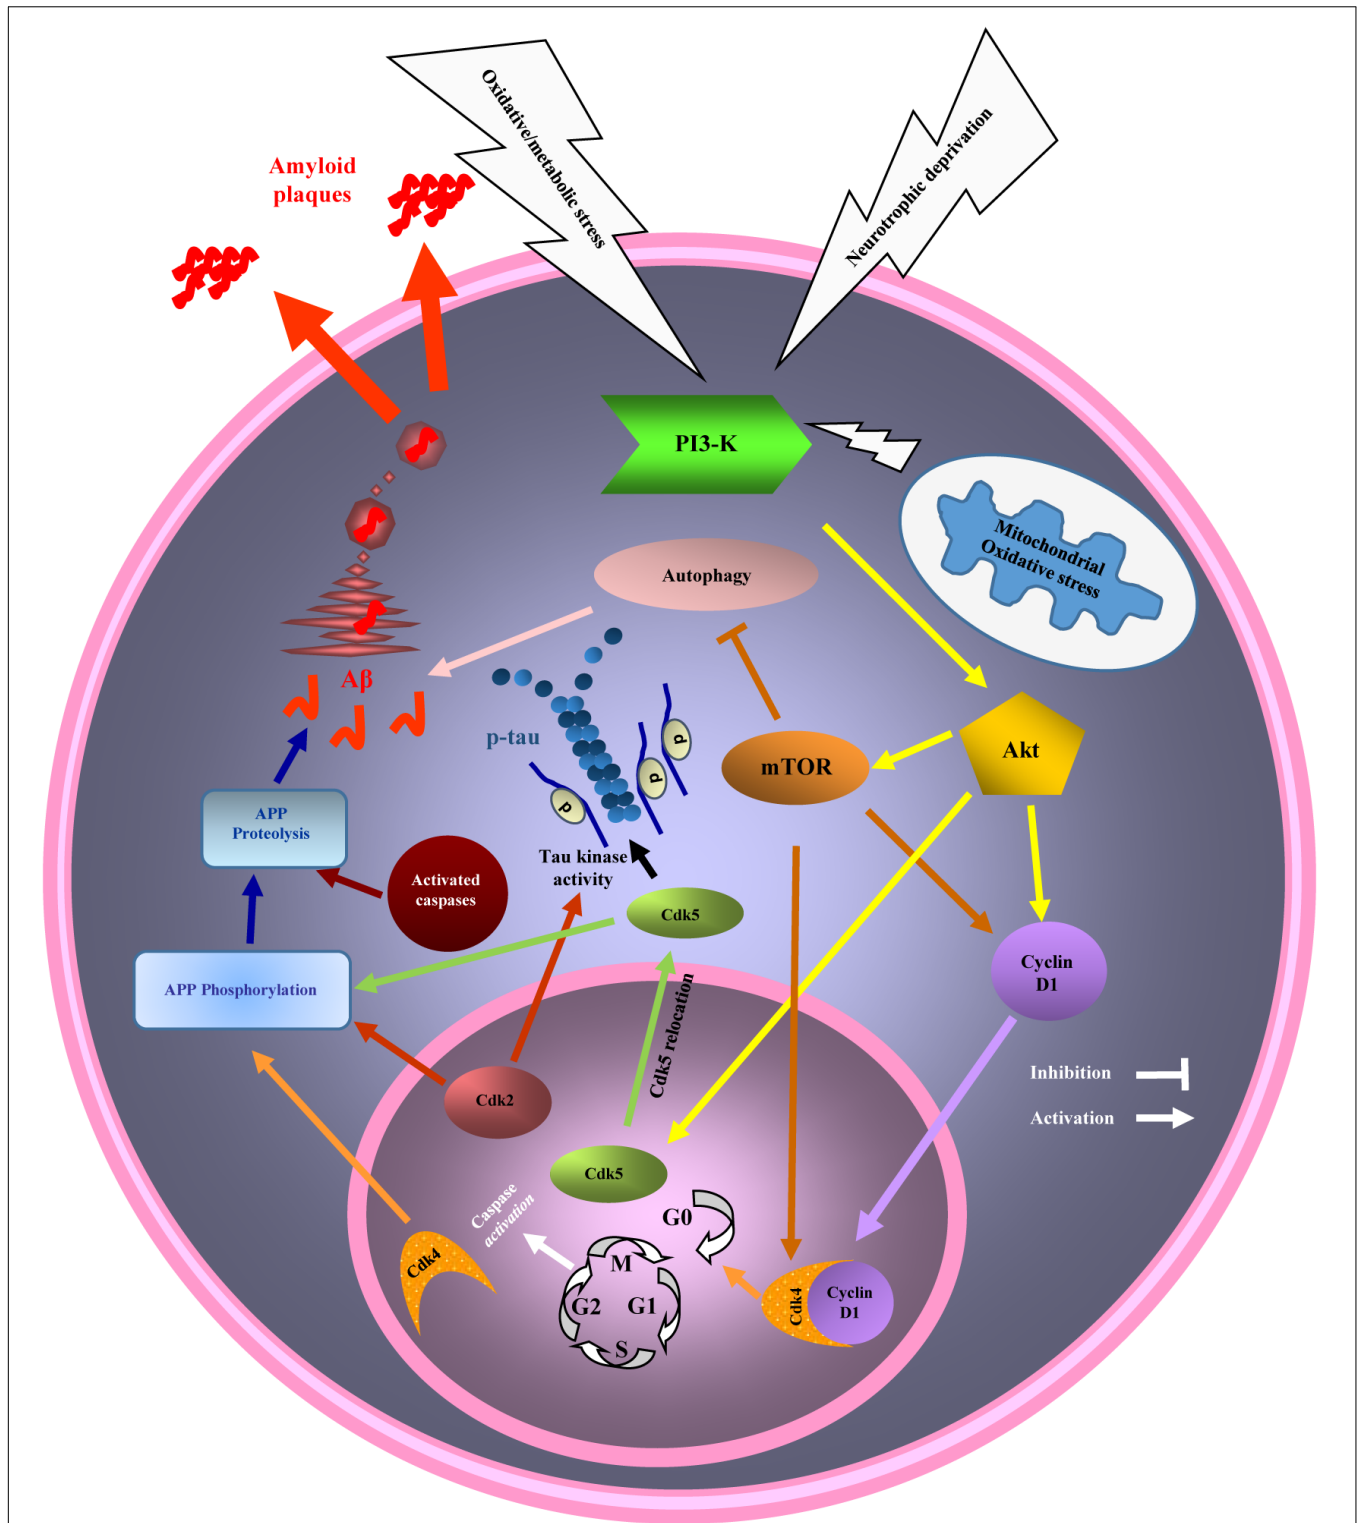 Oxidative/metabolic stress
Neurotrophic deprivation
Amyloid
plaques
PI3-K
Mitochondrial
Oxidative stress
Autophagy
Aβ
p-tau
p
p
p
mTOR
Akt
APP
Proteolysis
Activated
caspases
Tau kinase
activity
Cdk5
Cyclin
D1
APP Phosphorylation
Cdk5 relocation
Inhibition
Activation
Cdk2
Cdk5
Caspase
activation
G0
Cdk4
M
G2
G1
S
Cdk4
Cyclin
D1